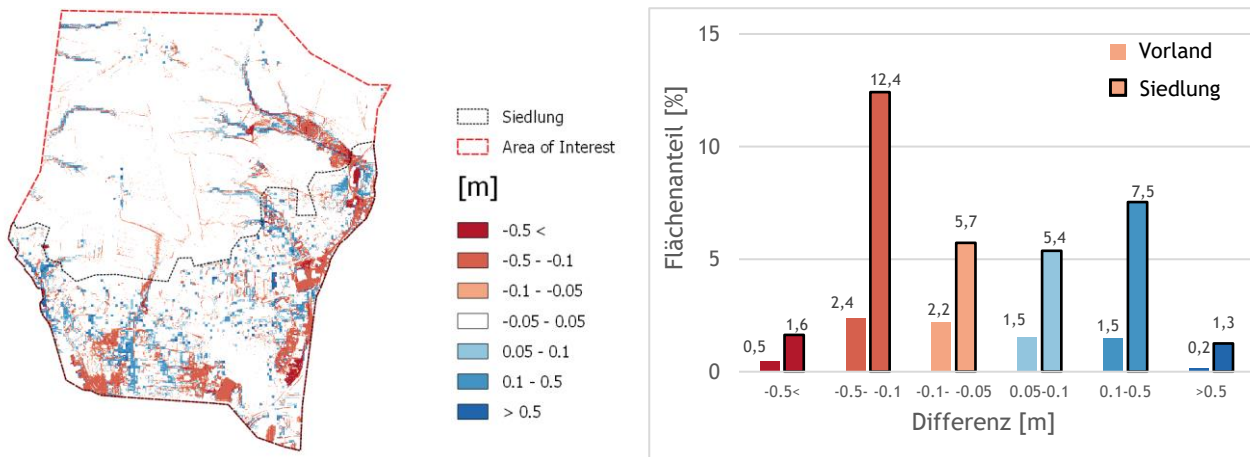 Siedlung
Area of Interest
[m]
-0.5 <
-0.5 - -0.1
-0.1 - -0.05
-0.05 - 0.05
0.05 - 0.1
0.1 - 0.5
> 0.5
15
10
5
0
Flächenanteil [%]
Vorland
Siedlung
0,5
1,6
2,4
12,4
2,2
5,7
1,5
5,4
1,5
7,5
0,2
1,3
-0.5<
-0.5- -0.1
-0.1- -0.05
0.05-0.1
0.1-0.5
>0.5
Differenz [m]